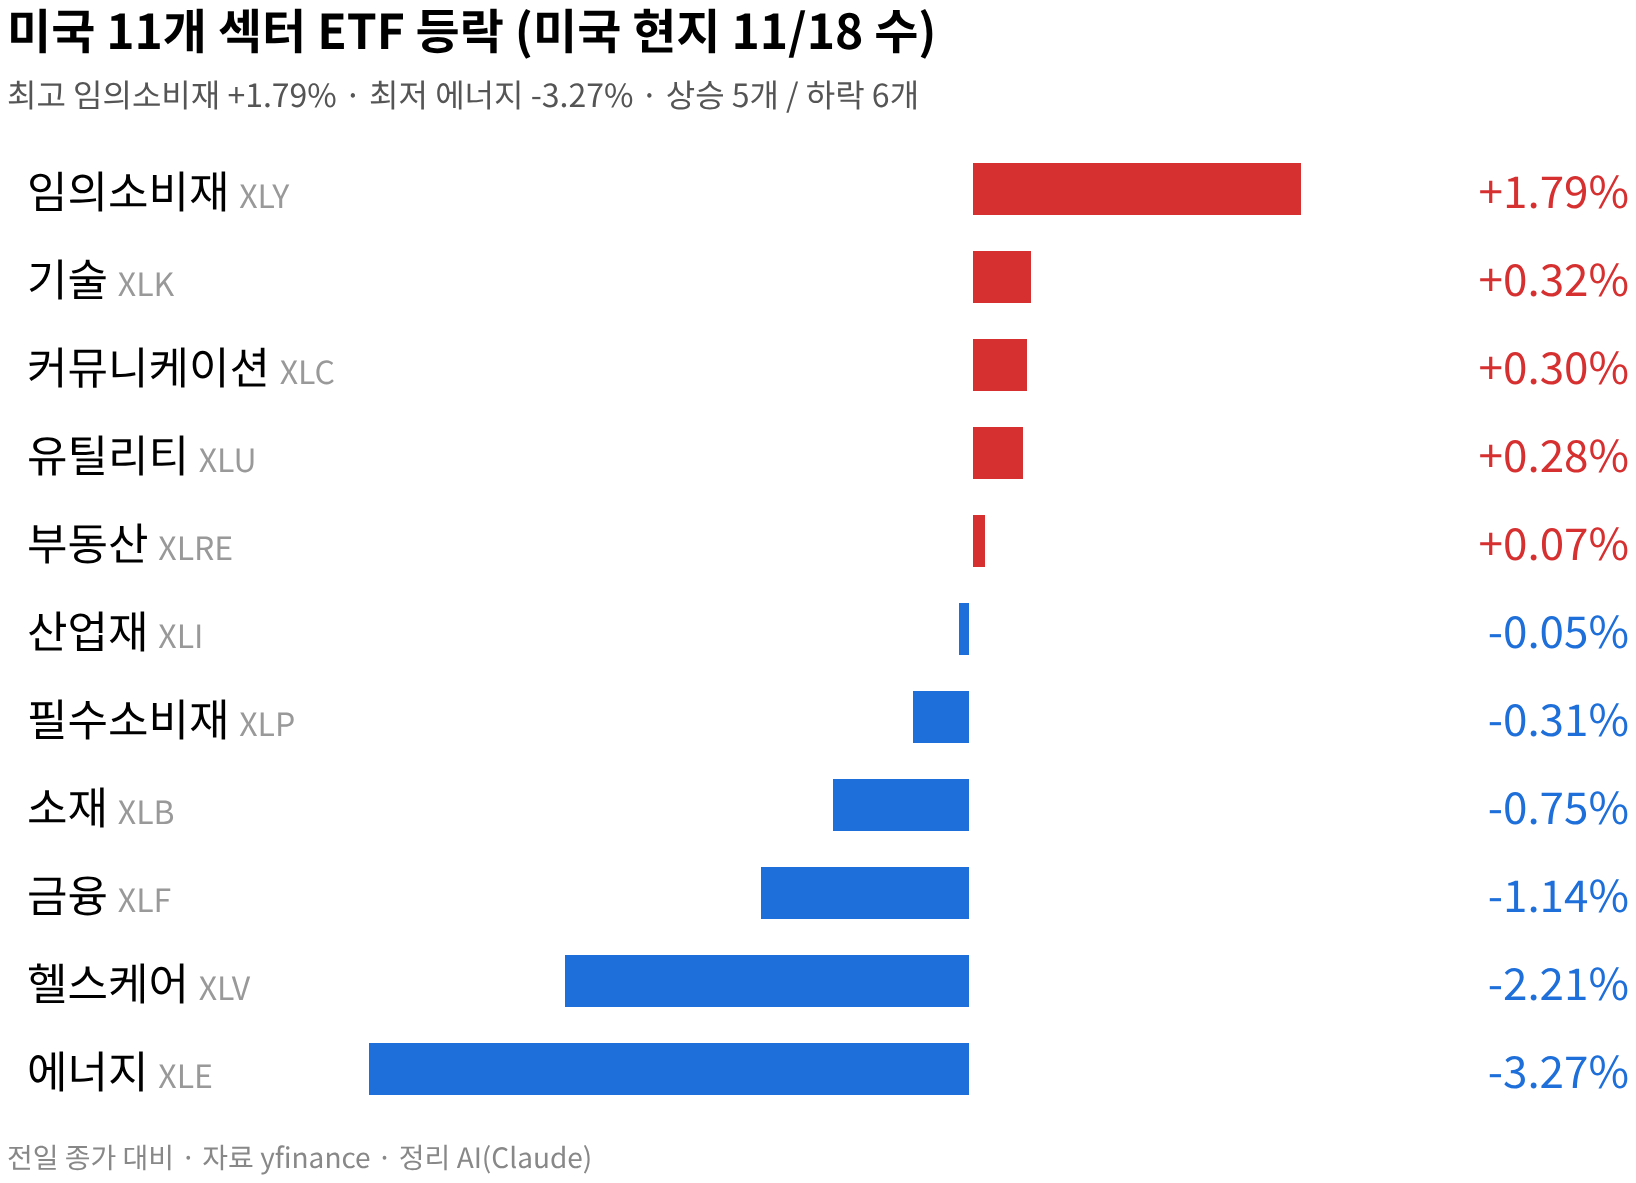 미국 11개 섹터 ETF 등락 (미국 현지 11/18 수)
최고 임의소비재 +1.79% · 최저 에너지 -3.27% · 상승 5개 / 하락 6개
임의소비재 XLY +1.79%
기술 XLK +0.32%
커뮤니케이션 XLC +0.30%
유틸리티 XLU +0.28%
부동산 XLRE +0.07%
산업재 XLI -0.05%
필수소비재 XLP -0.31%
소재 XLB -0.75%
금융 XLF -1.14%
헬스케어 XLV -2.21%
에너지 XLE -3.27%
전일 종가 대비 · 자료 yfinance · 정리 AI(Claude)